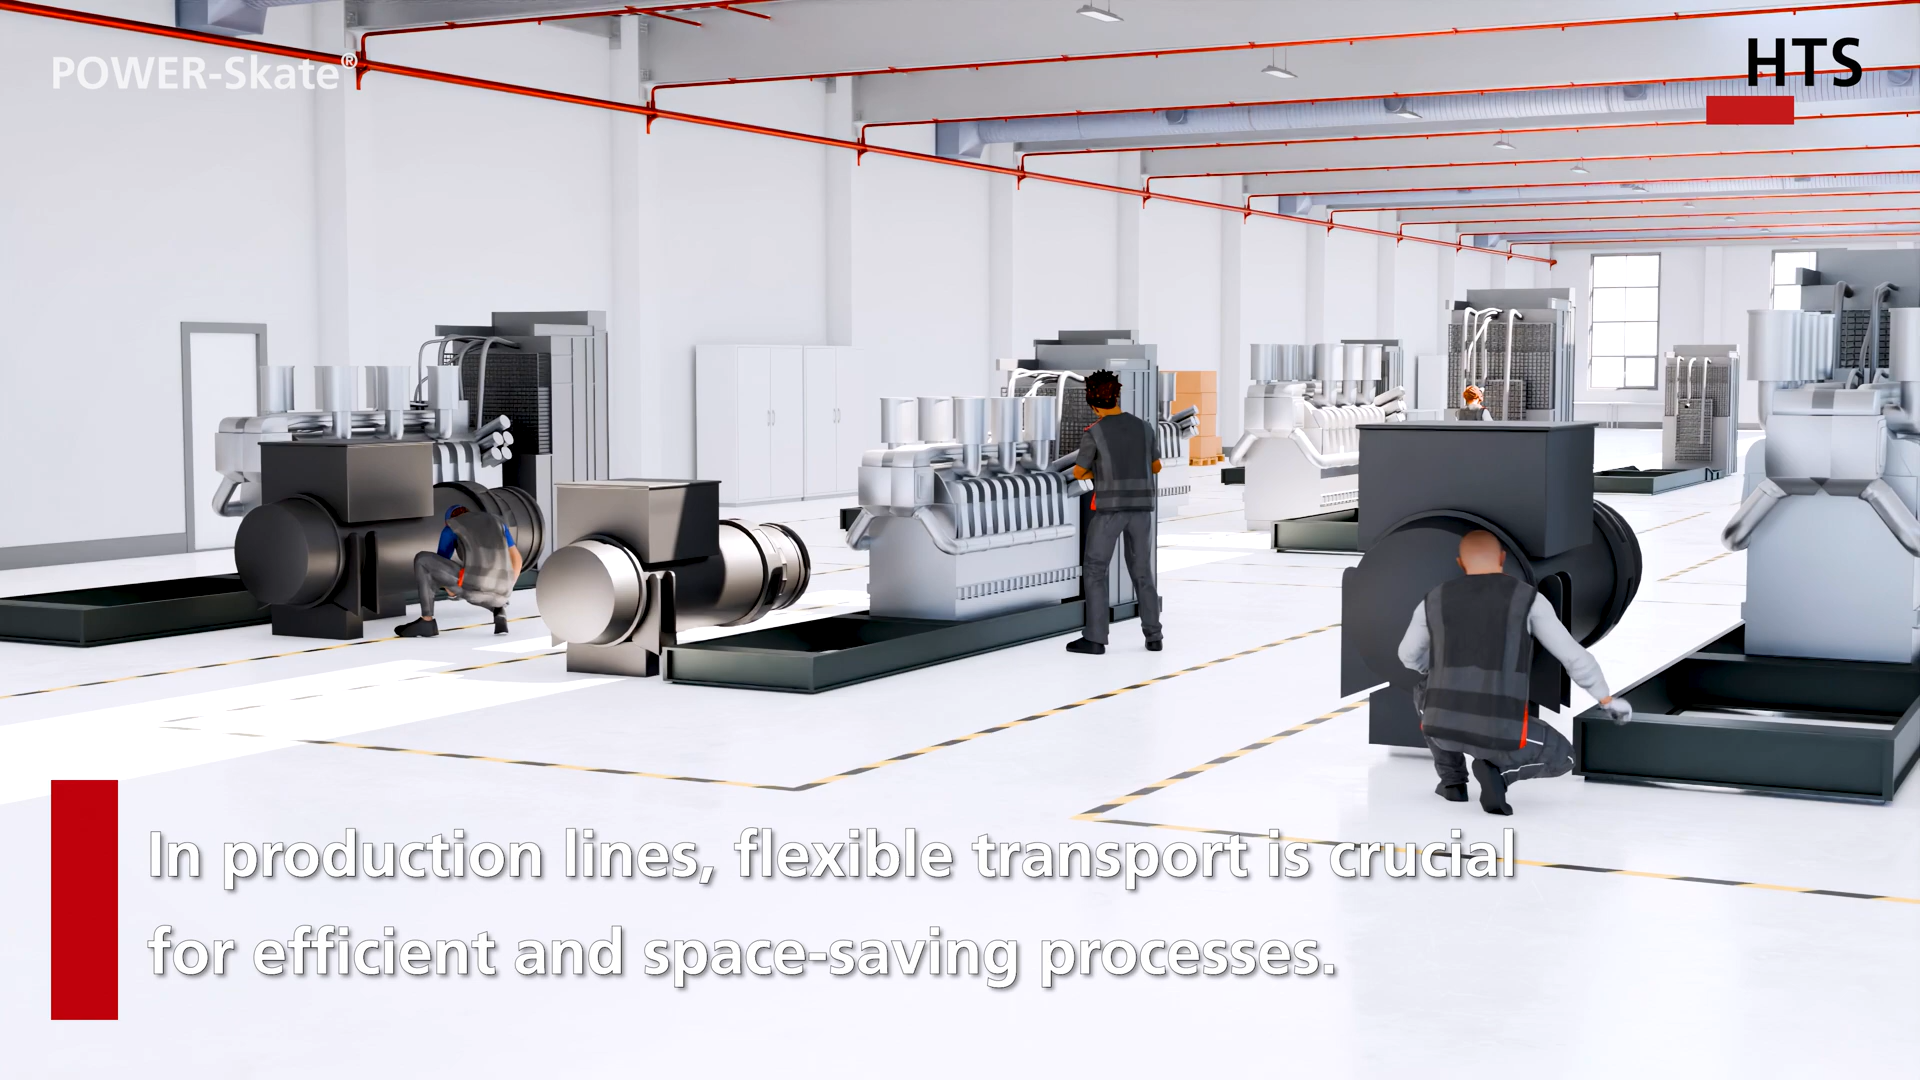 POWER-Skate®
HTS
In production lines, flexible transport is crucial
for efficient and space-saving processes.